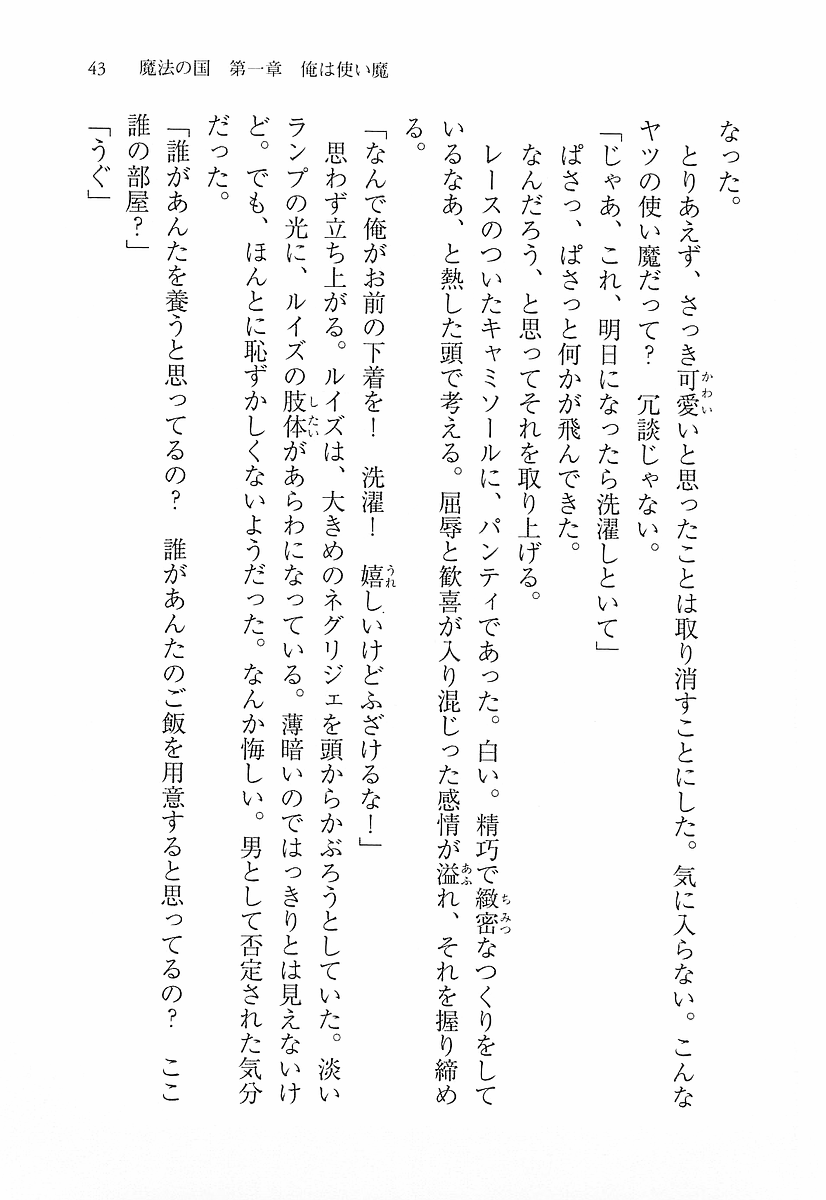 43　魔法の国　第一章　俺は使い魔
なった。
　とりあえず、さっき可愛いと思ったことは取り消すことにした。気に入らない。こんな
ヤツの使い魔だって？　冗談じゃない。
「じゃあ、これ、明日になったら洗濯しといて」
　ぱさっ、ぱさっと何かが飛んできた。
　なんだろう、と思ってそれを取り上げる。
　レースのついたキャミソールに、パンティであった。白い。精巧で緻密なつくりをして
いるなあ、と熱した頭で考える。屈辱と歓喜が入り混じった感情が溢れ、それを握り締め
る。
「なんで俺がお前の下着を！　洗濯！　嬉しいけどふざけるな！」
　思わず立ち上がる。ルイズは、大きめのネグリジェを頭からかぶろうとしていた。淡い
ランプの光に、ルイズの肢体があらわになっている。薄暗いのではっきりとは見えないけ
ど。でも、ほんとに恥ずかしくないようだった。なんか悔しい。男として否定された気分
だった。
「誰があんたを養うと思ってるの？　誰があんたのご飯を用意すると思ってるの？　ここ
誰の部屋？」
「うぐ」